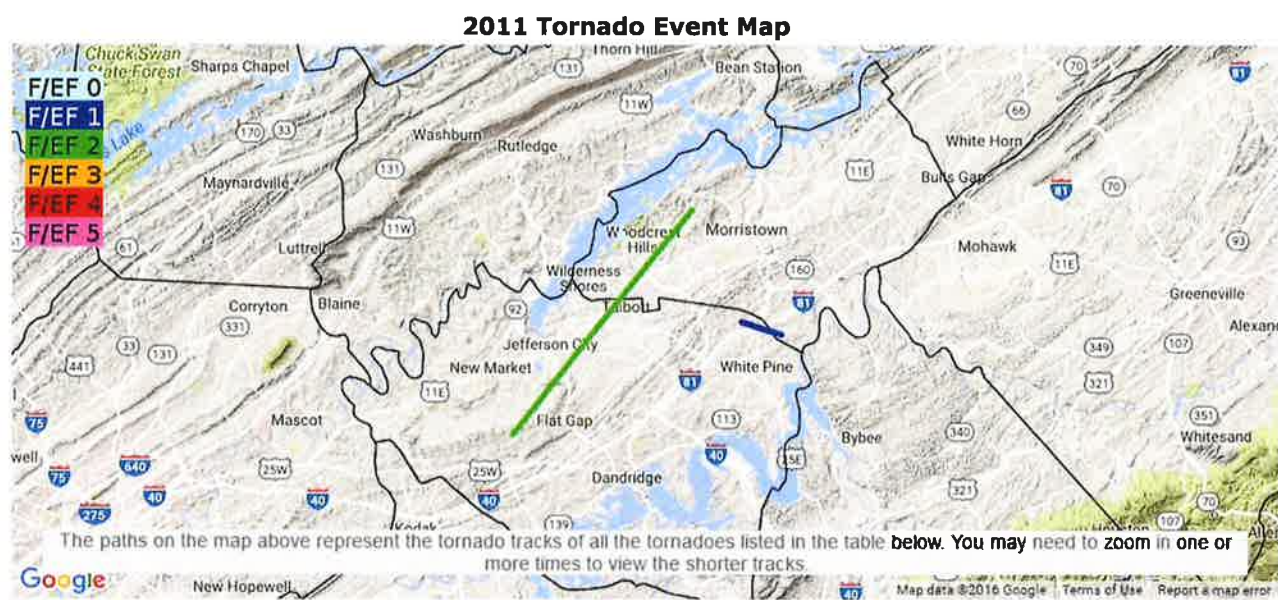 2011 Tornado Event Map
Chuck Swan
State Forest
Sharps Chapel
Thorn Hill
131
Bean Station
70
81
F/EF 0
F/EF 1
F/EF 2
F/EF 3
F/EF 4
F/EF 5
Lake
170
33
11W
66
Washburn
Rutledge
White Horn
131
11E
Maynardville
Bulls Gap
81
70
11W
61
Luttrell
Woodcrest
Hills
Morristown
Mohawk
93
11E
Wilderness
Shores
160
81
Greeneville
Corryton
Blaine
92
Talbott
331
Alexan
33
131
Jefferson City
349
107
441
New Market
White Pine
321
11E
81
75
Mascot
Flat Gap
113
340
351
Whitesand
Bybee
well
75
640
40
25W
25W
40
25E
40
40
Dandridge
321
70
275
139
107
Kodak
Houston
Allen
The paths on the map above represent the tornado tracks of all the tornadoes listed in the table below. You may need to zoom in one or
more times to view the shorter tracks.
Google
New Hopewell
40
Map data ©2016 Google
Terms of Use
Report a map error